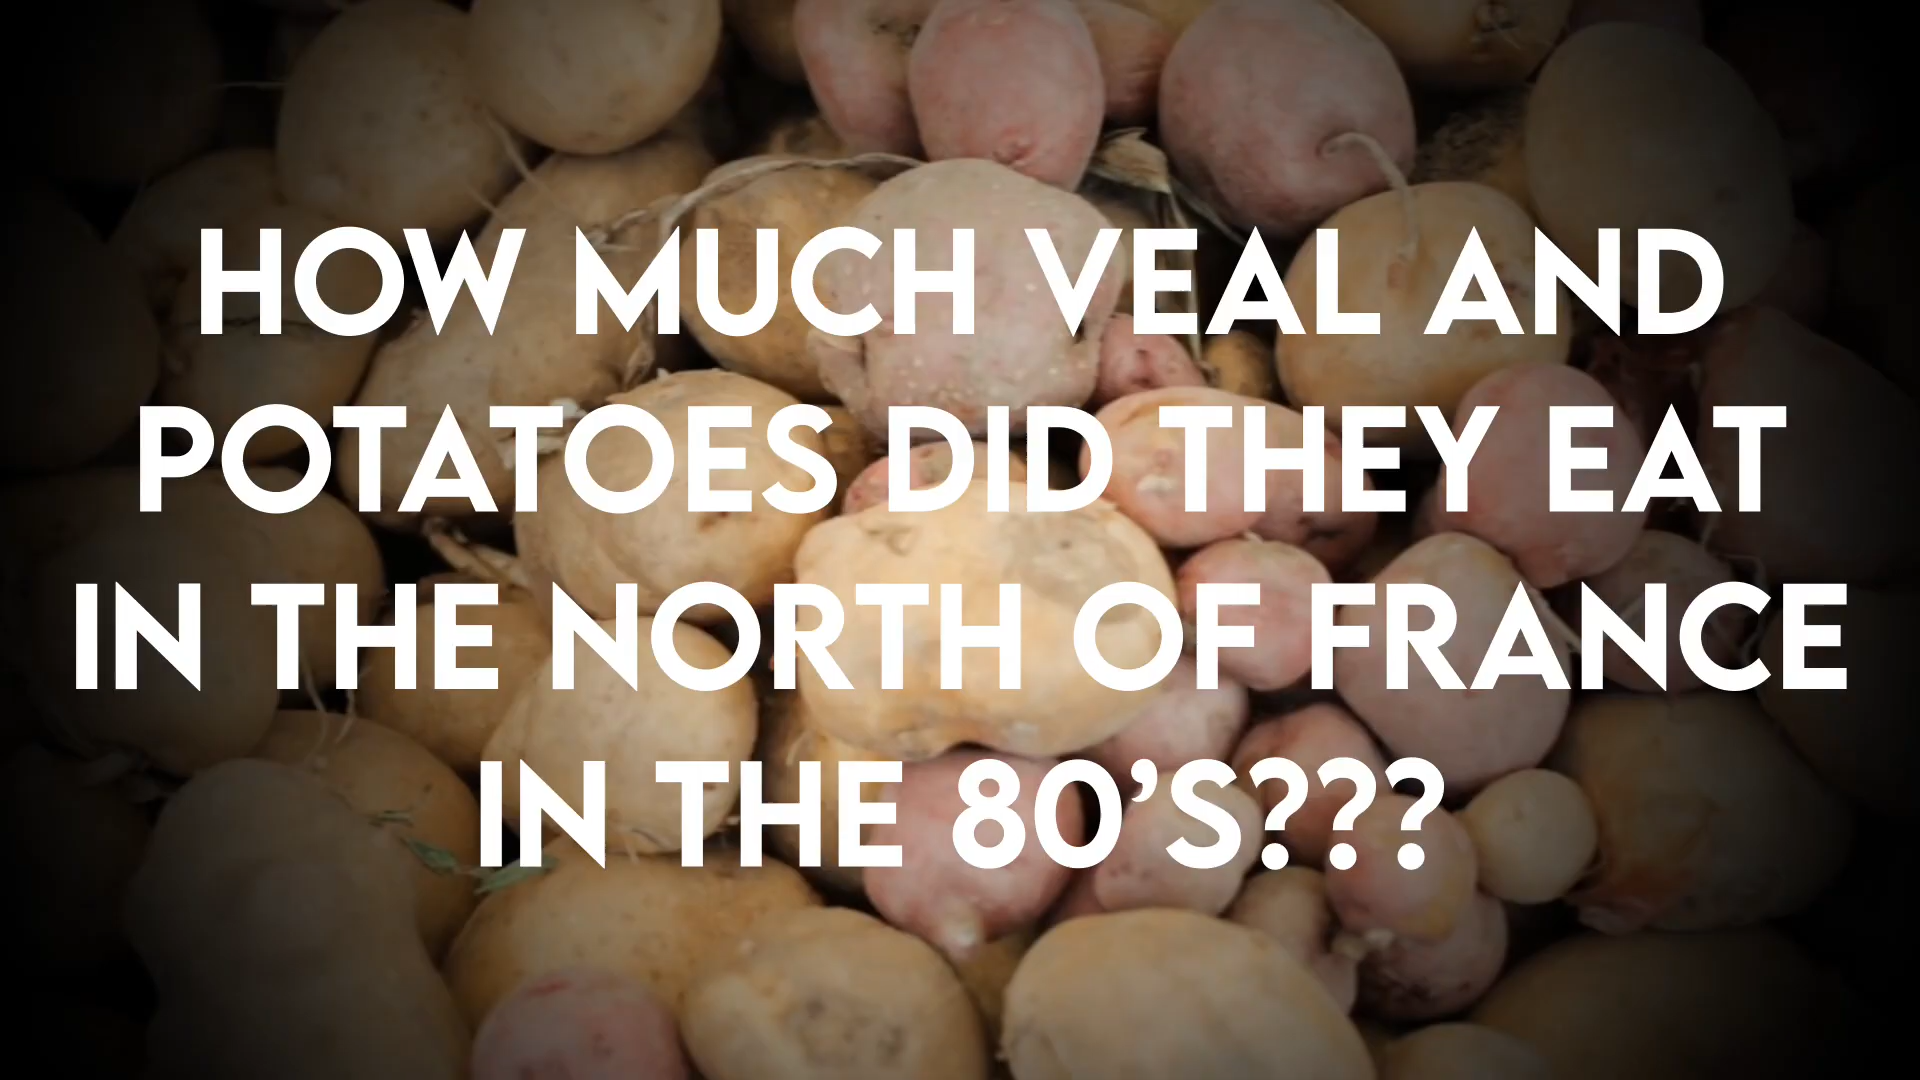 HOW MUCH VEAL AND
POTATOES DID THEY EAT
IN THE NORTH OF FRANCE
IN THE 80'S???